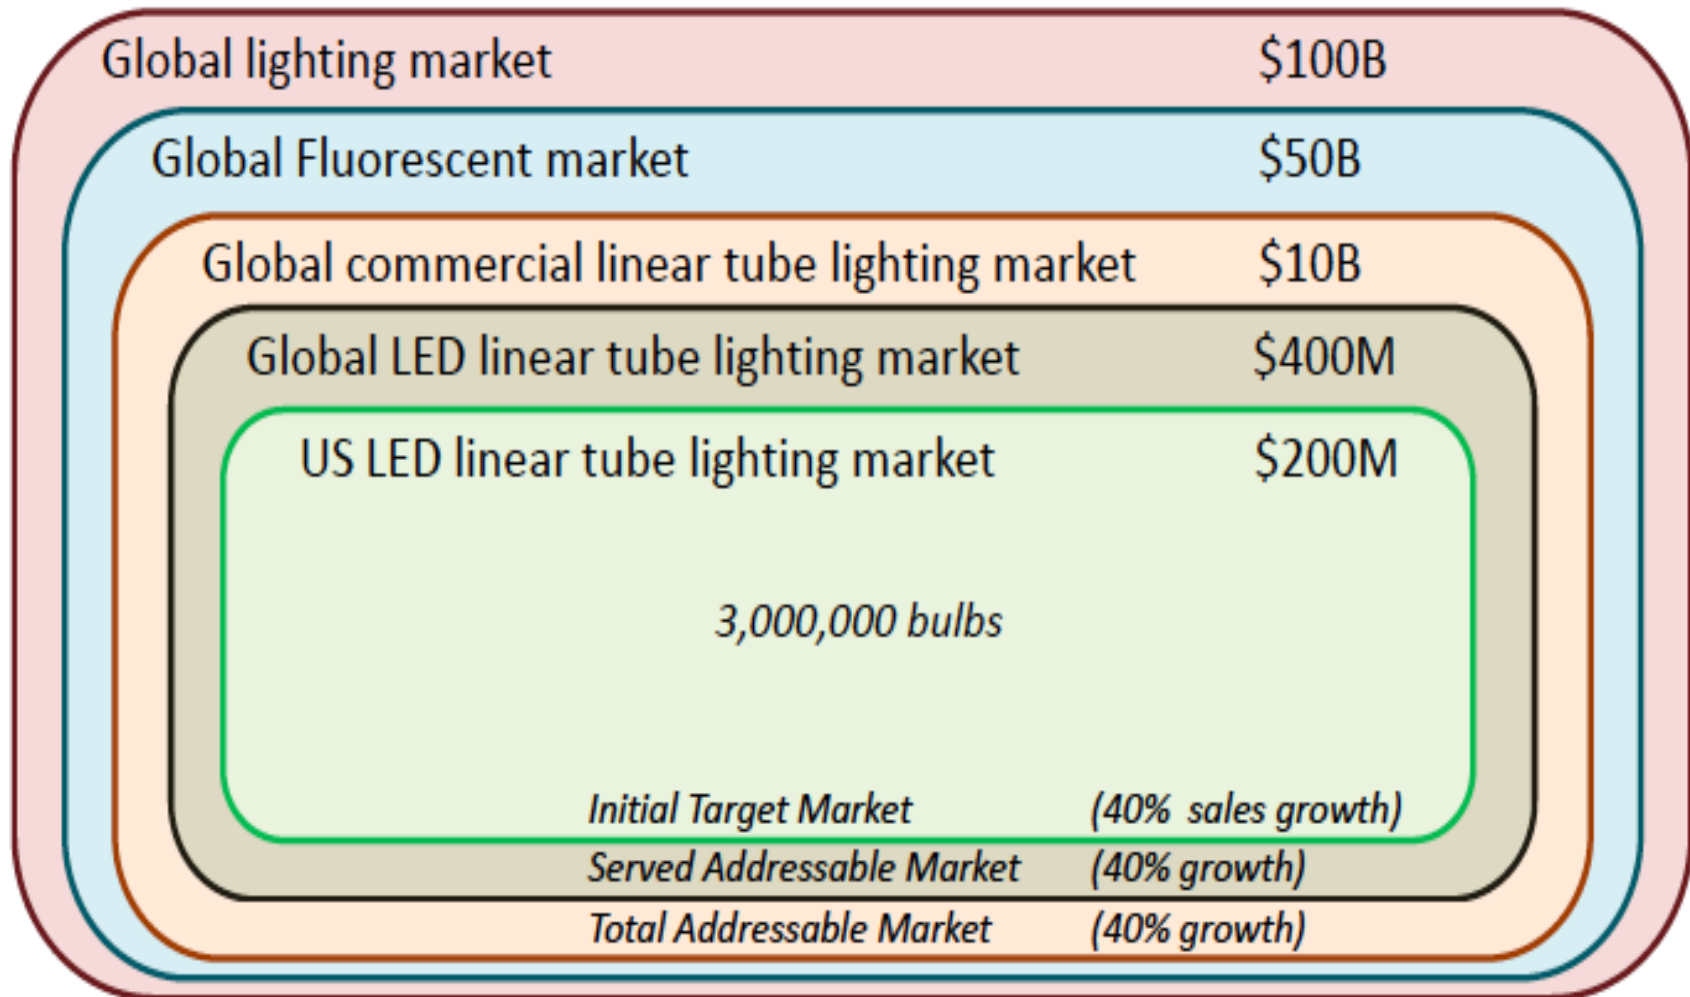 Global lighting market $100B
Global Fluorescent market $50B
Global commercial linear tube lighting market $10B
Global LED linear tube lighting market $400M
US LED linear tube lighting market $200M
3,000,000 bulbs
Initial Target Market (40% sales growth)
Served Addressable Market (40% growth)
Total Addressable Market (40% growth)